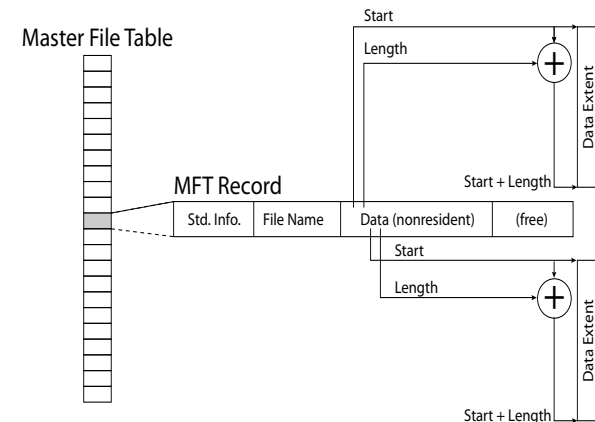 Start
Master File Table
Length
+
Data Extent
Start + Length
MFT Record
Std. Info.
File Name
Data (nonresident)
(free)
Start
Length
+
Data Extent
Start + Length